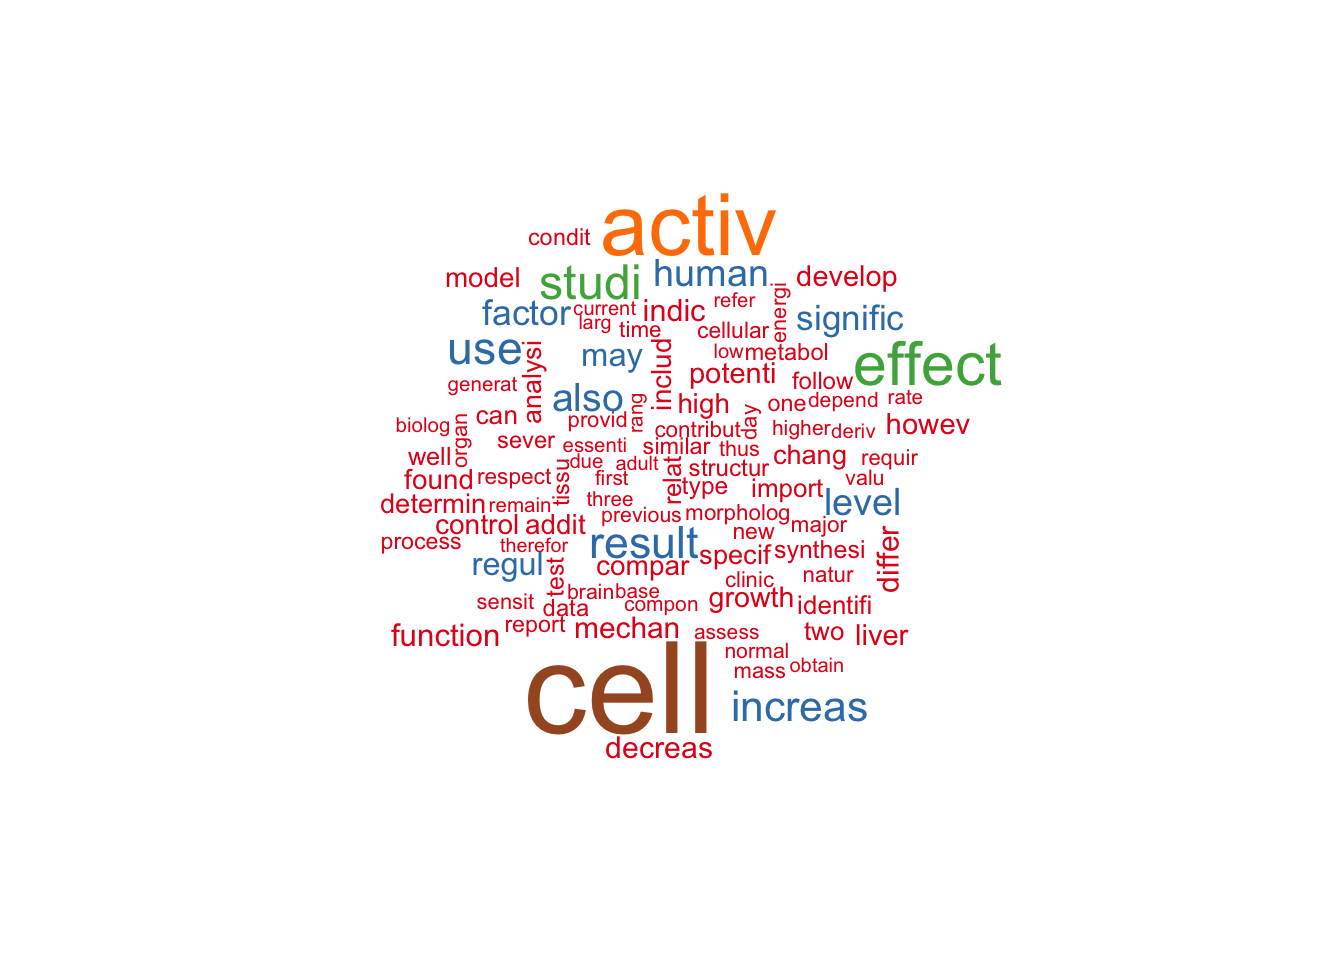 activ
condit
human
model
studi
develop
refer
energi
factor
current
indic
larg
time
cellular
signific
use
analysi
may
includ
low
metabol
effect
potenti
follow
generat
also
rang
high
day
one
depend
rate
can
provid
biolog
organ
contribut
higher
deriv
howev
sever
essenti
similar
thus
well
due
adult
relat
structur
chang
requir
found
respect
tissu
first
type
import
valu
determin
remain
three
previous
morpholog
level
control
addit
new
major
process
therefor
result
specif
synthesi
differ
regul
test
compar
clinic
natur
brain
base
sensit
data
compon
growth
identifi
function
report
mechan
assess
two
liver
normal
cell
mass
obtain
increas
decreas